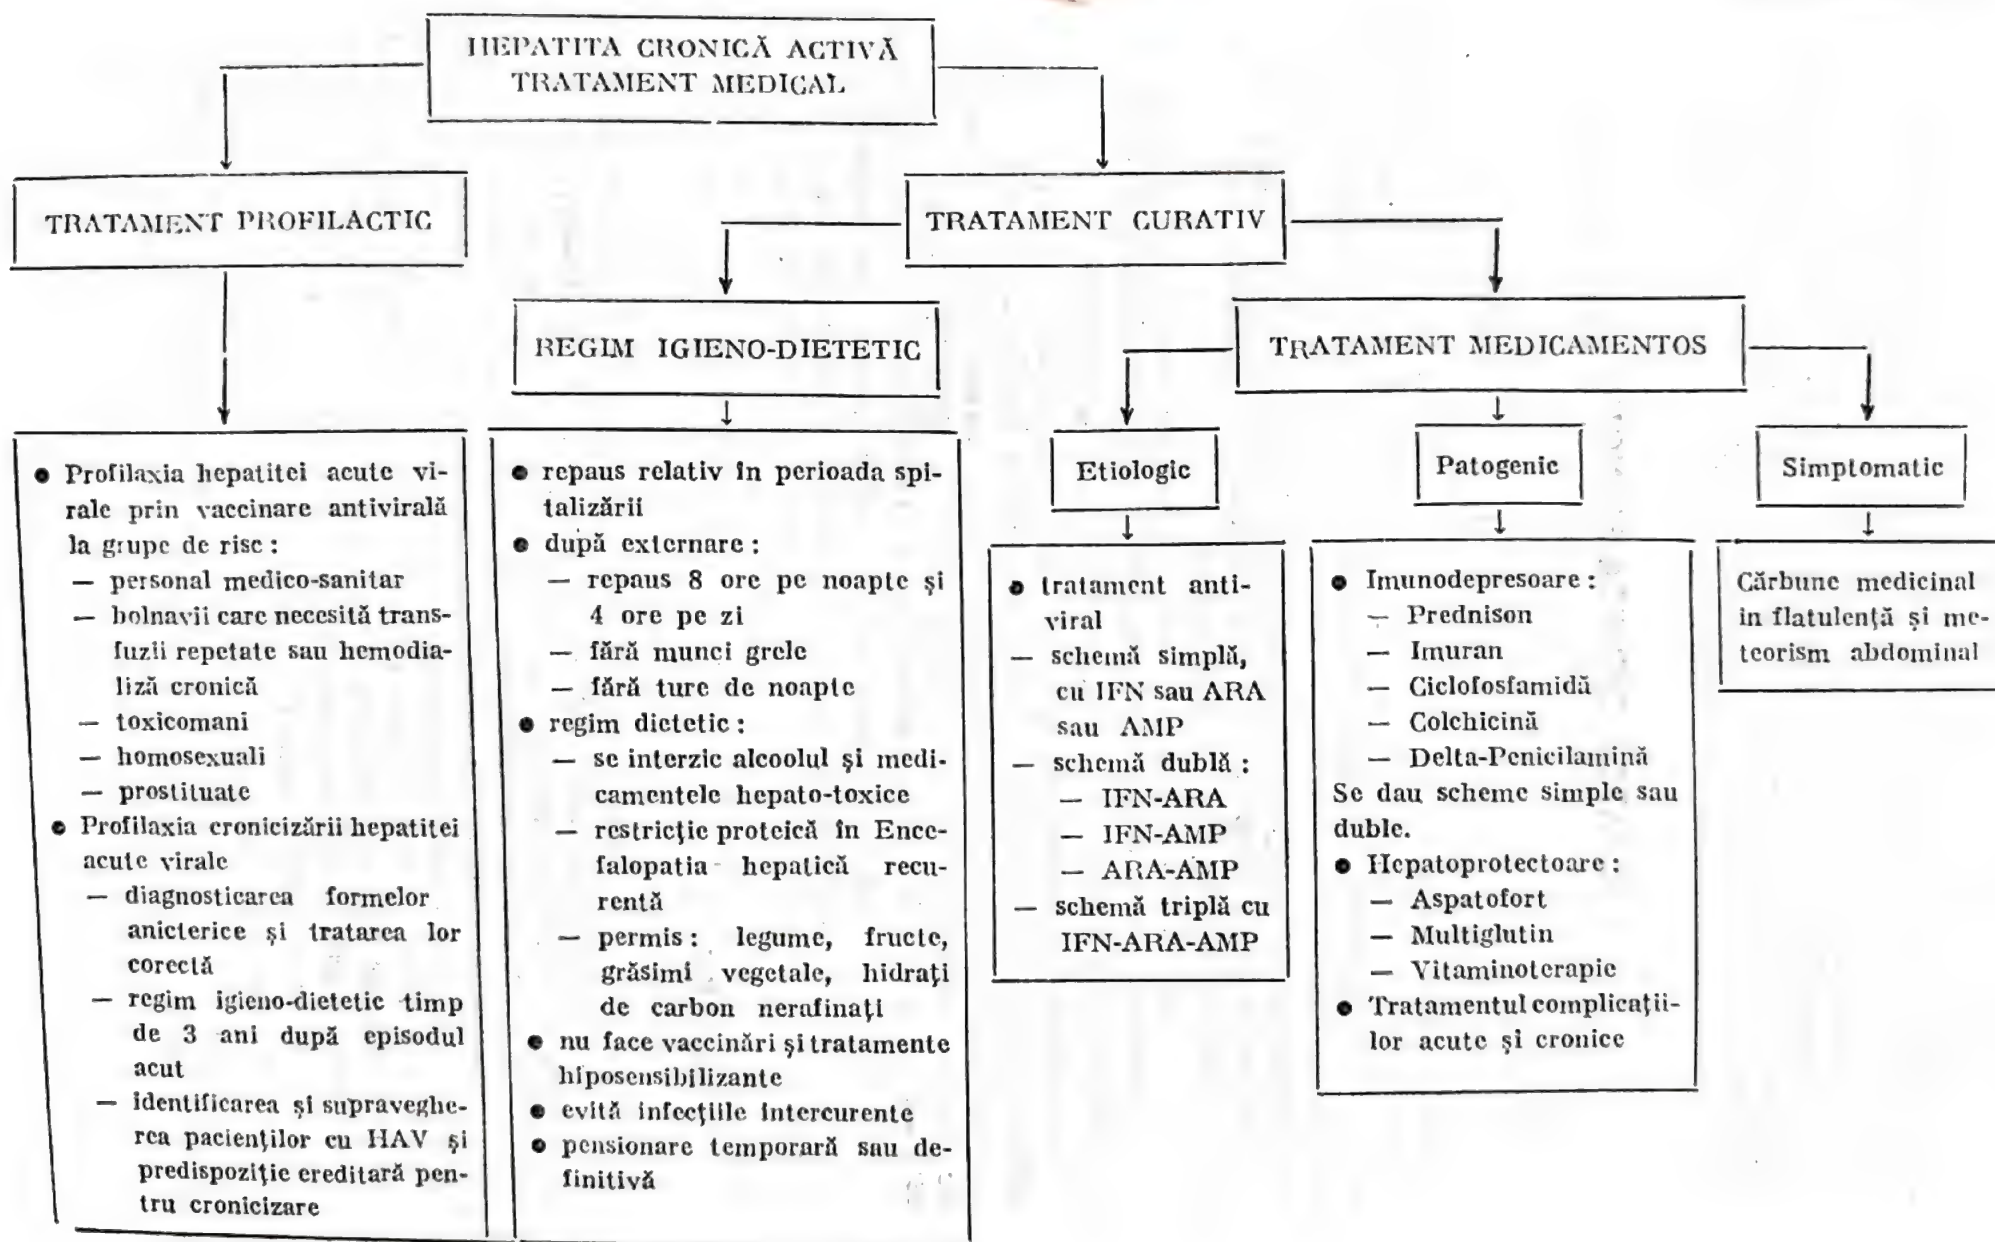 HEPATITA CRONICĂ ACTIVĂ
TRATAMENT MEDICAL
TRATAMENT PROFILACTIC
TRATAMENT CURATIV
REGIM IGIENO-DIETETIC
TRATAMENT MEDICAMENTOS
● Profilaxia hepatitei acute vi-
rale prin vaccinare antivirală
la grupe de risc :
— personal medico-sanitar
— bolnavii care necesită trans-
fuzii repetate sau hemodia-
liză cronică
— toxicomani
— homosexuali
— prostituate
● Profilaxia cronicizării hepatitei
acute virale
— diagnosticarea formelor
anicterice și tratarea lor
corectă
— regim igieno-dietetic timp
de 3 ani după episodul
acut
— identificarea și supraveghe-
rea pacienților cu HAV și
predispoziție ereditară pen-
tru cronicizare
● repaus relativ în perioada spi-
talizării
● după externare :
— repaus 8 ore pe noapte și
4 ore pe zi
— fără munci grele
— fără ture de noapte
● regim dietetic :
— se interzic alcoolul și medi-
camentele hepato-toxice
— restricție proteică în Ence-
falopatia hepatică recu-
rentă
— permis : legume, fructe,
grăsimi vegetale, hidrați
de carbon nerafinați
● nu face vaccinări și tratamente
hiposensibilizante
● evită infecțiile intercurente
● pensionare temporară sau de-
finitivă
Etiologic
● tratament anti-
viral
— schemă simplă,
cu IFN sau ARA
sau AMP
— schemă dublă :
— IFN-ARA
— IFN-AMP
— ARA-AMP
— schemă triplă cu
IFN-ARA-AMP
Patogenic
● Imunodepresoare :
— Prednison
— Imuran
— Ciclofosfamidă
— Colchicină
— Delta-Penicilamină
Se dau scheme simple sau
duble.
● Hepatoprotectoare :
— Aspatofort
— Multiglutin
— Vitaminoterapie
● Tratamentul complicații-
lor acute și cronice
Simptomatic
Cărbune medicinal
in flatulență și me-
teorism abdominal